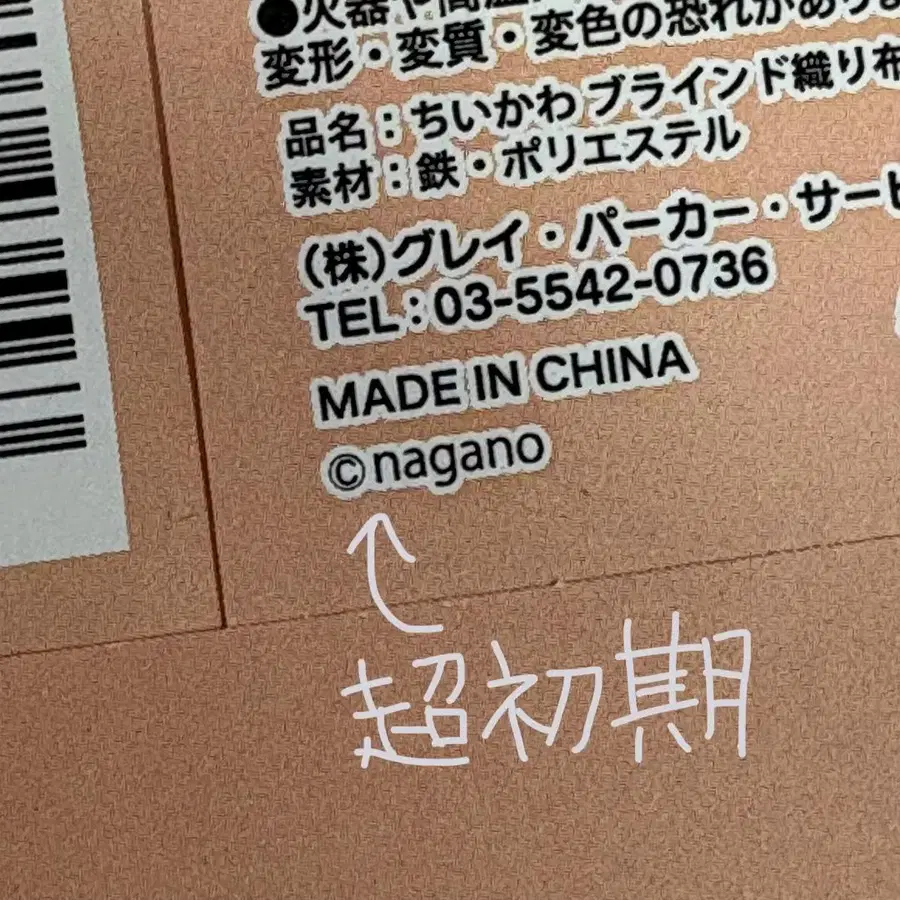 変形・変質・変色の恐れがあります
品名:ちいかわ ブラインド織り布
素材:鉄・ポリエステル
(株)グレイ・パーカー・サービ
TEL:03-5542-0736
MADE IN CHINA
©nagano
超初期